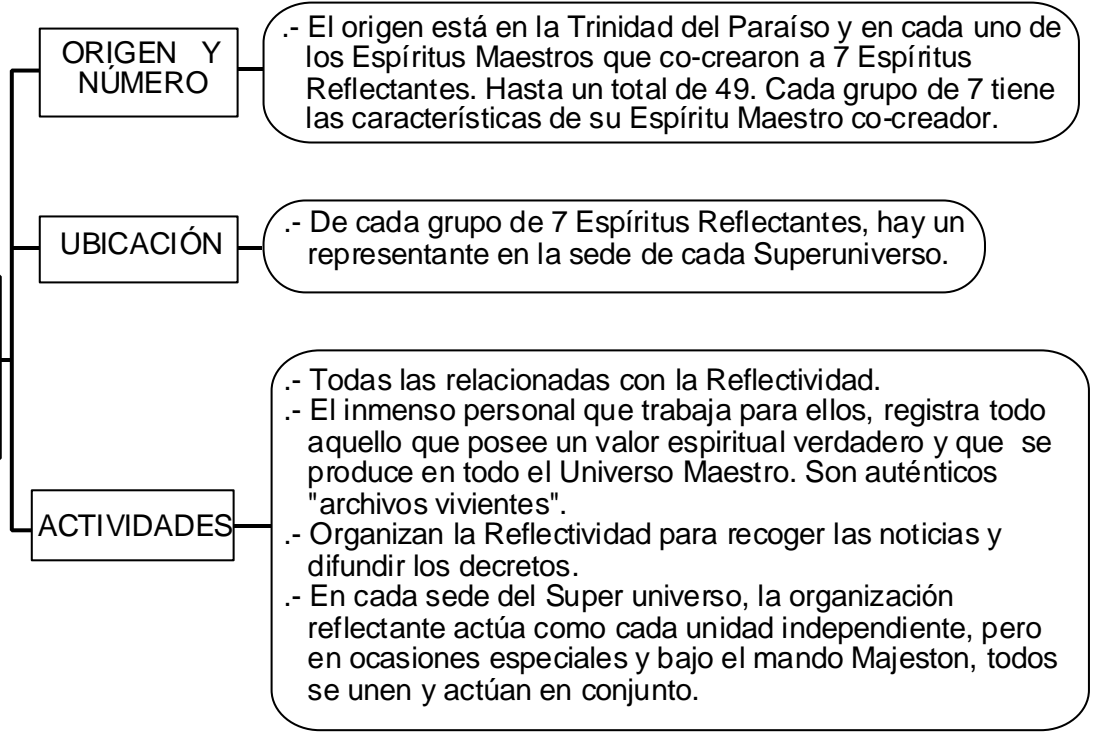 ORIGEN Y
NÚMERO
.- El origen está en la Trinidad del Paraíso y en cada uno de
los Espíritus Maestros que co-crearon a 7 Espíritus
Reflectantes. Hasta un total de 49. Cada grupo de 7 tiene
las características de su Espíritu Maestro co-creador.
UBICACIÓN
.- De cada grupo de 7 Espíritus Reflectantes, hay un
representante en la sede de cada Superuniverso.
ACTIVIDADES
.- Todas las relacionadas con la Reflectividad.
.- El inmenso personal que trabaja para ellos, registra todo
aquello que posee un valor espiritual verdadero y que se
produce en todo el Universo Maestro. Son auténticos
"archivos vivientes".
.- Organizan la Reflectividad para recoger las noticias y
difundir los decretos.
.- En cada sede del Super universo, la organización
reflectante actúa como cada unidad independiente, pero
en ocasiones especiales y bajo el mando Majeston, todos
se unen y actúan en conjunto.